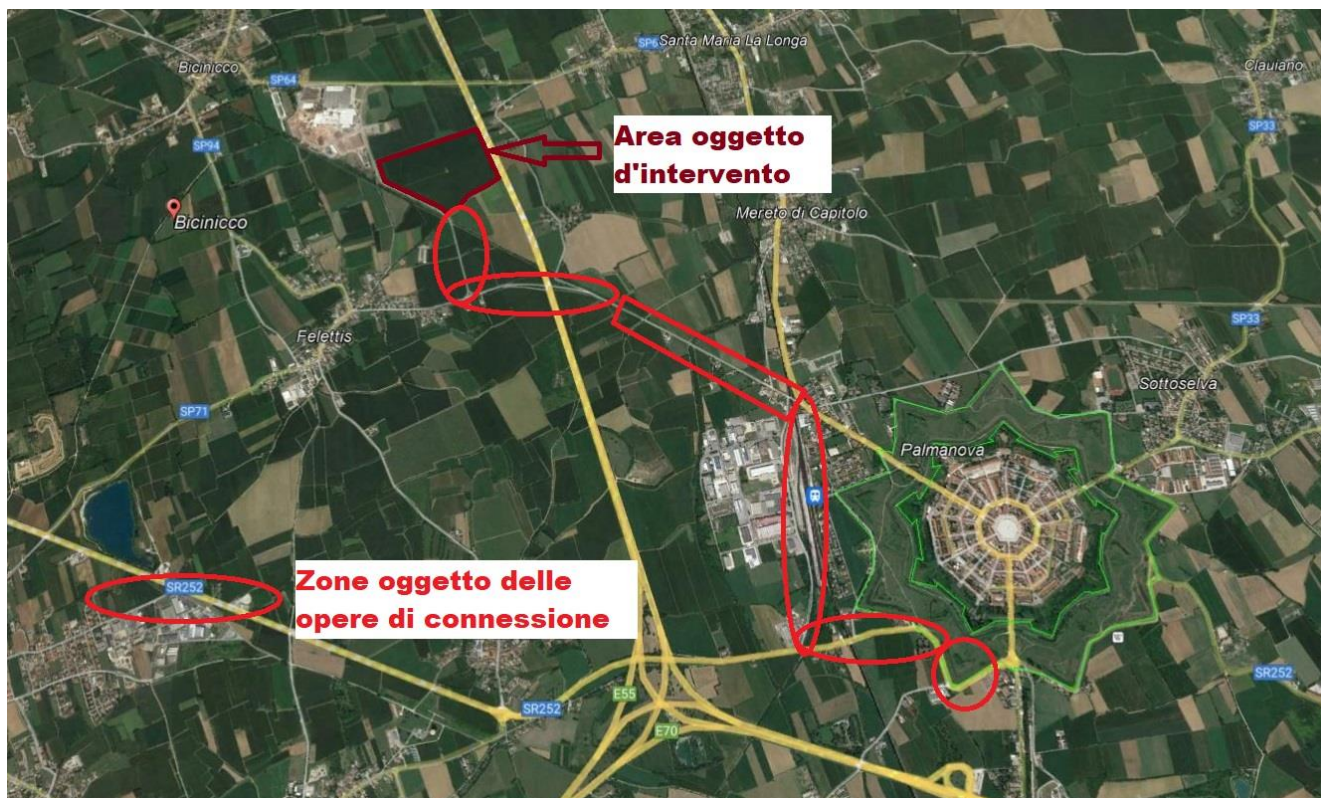 Santa Maria La Longa
SP6
Bicinicco
SP64
Clauiano
Area oggetto
d'intervento
SP33
SP94
Bicinicco
Mereto di Capitolo
Felettis
SP33
Sottoselva
SP71
Palmanova
SR252
Zone oggetto delle
opere di connessione
SR252
E55
SR252
E70